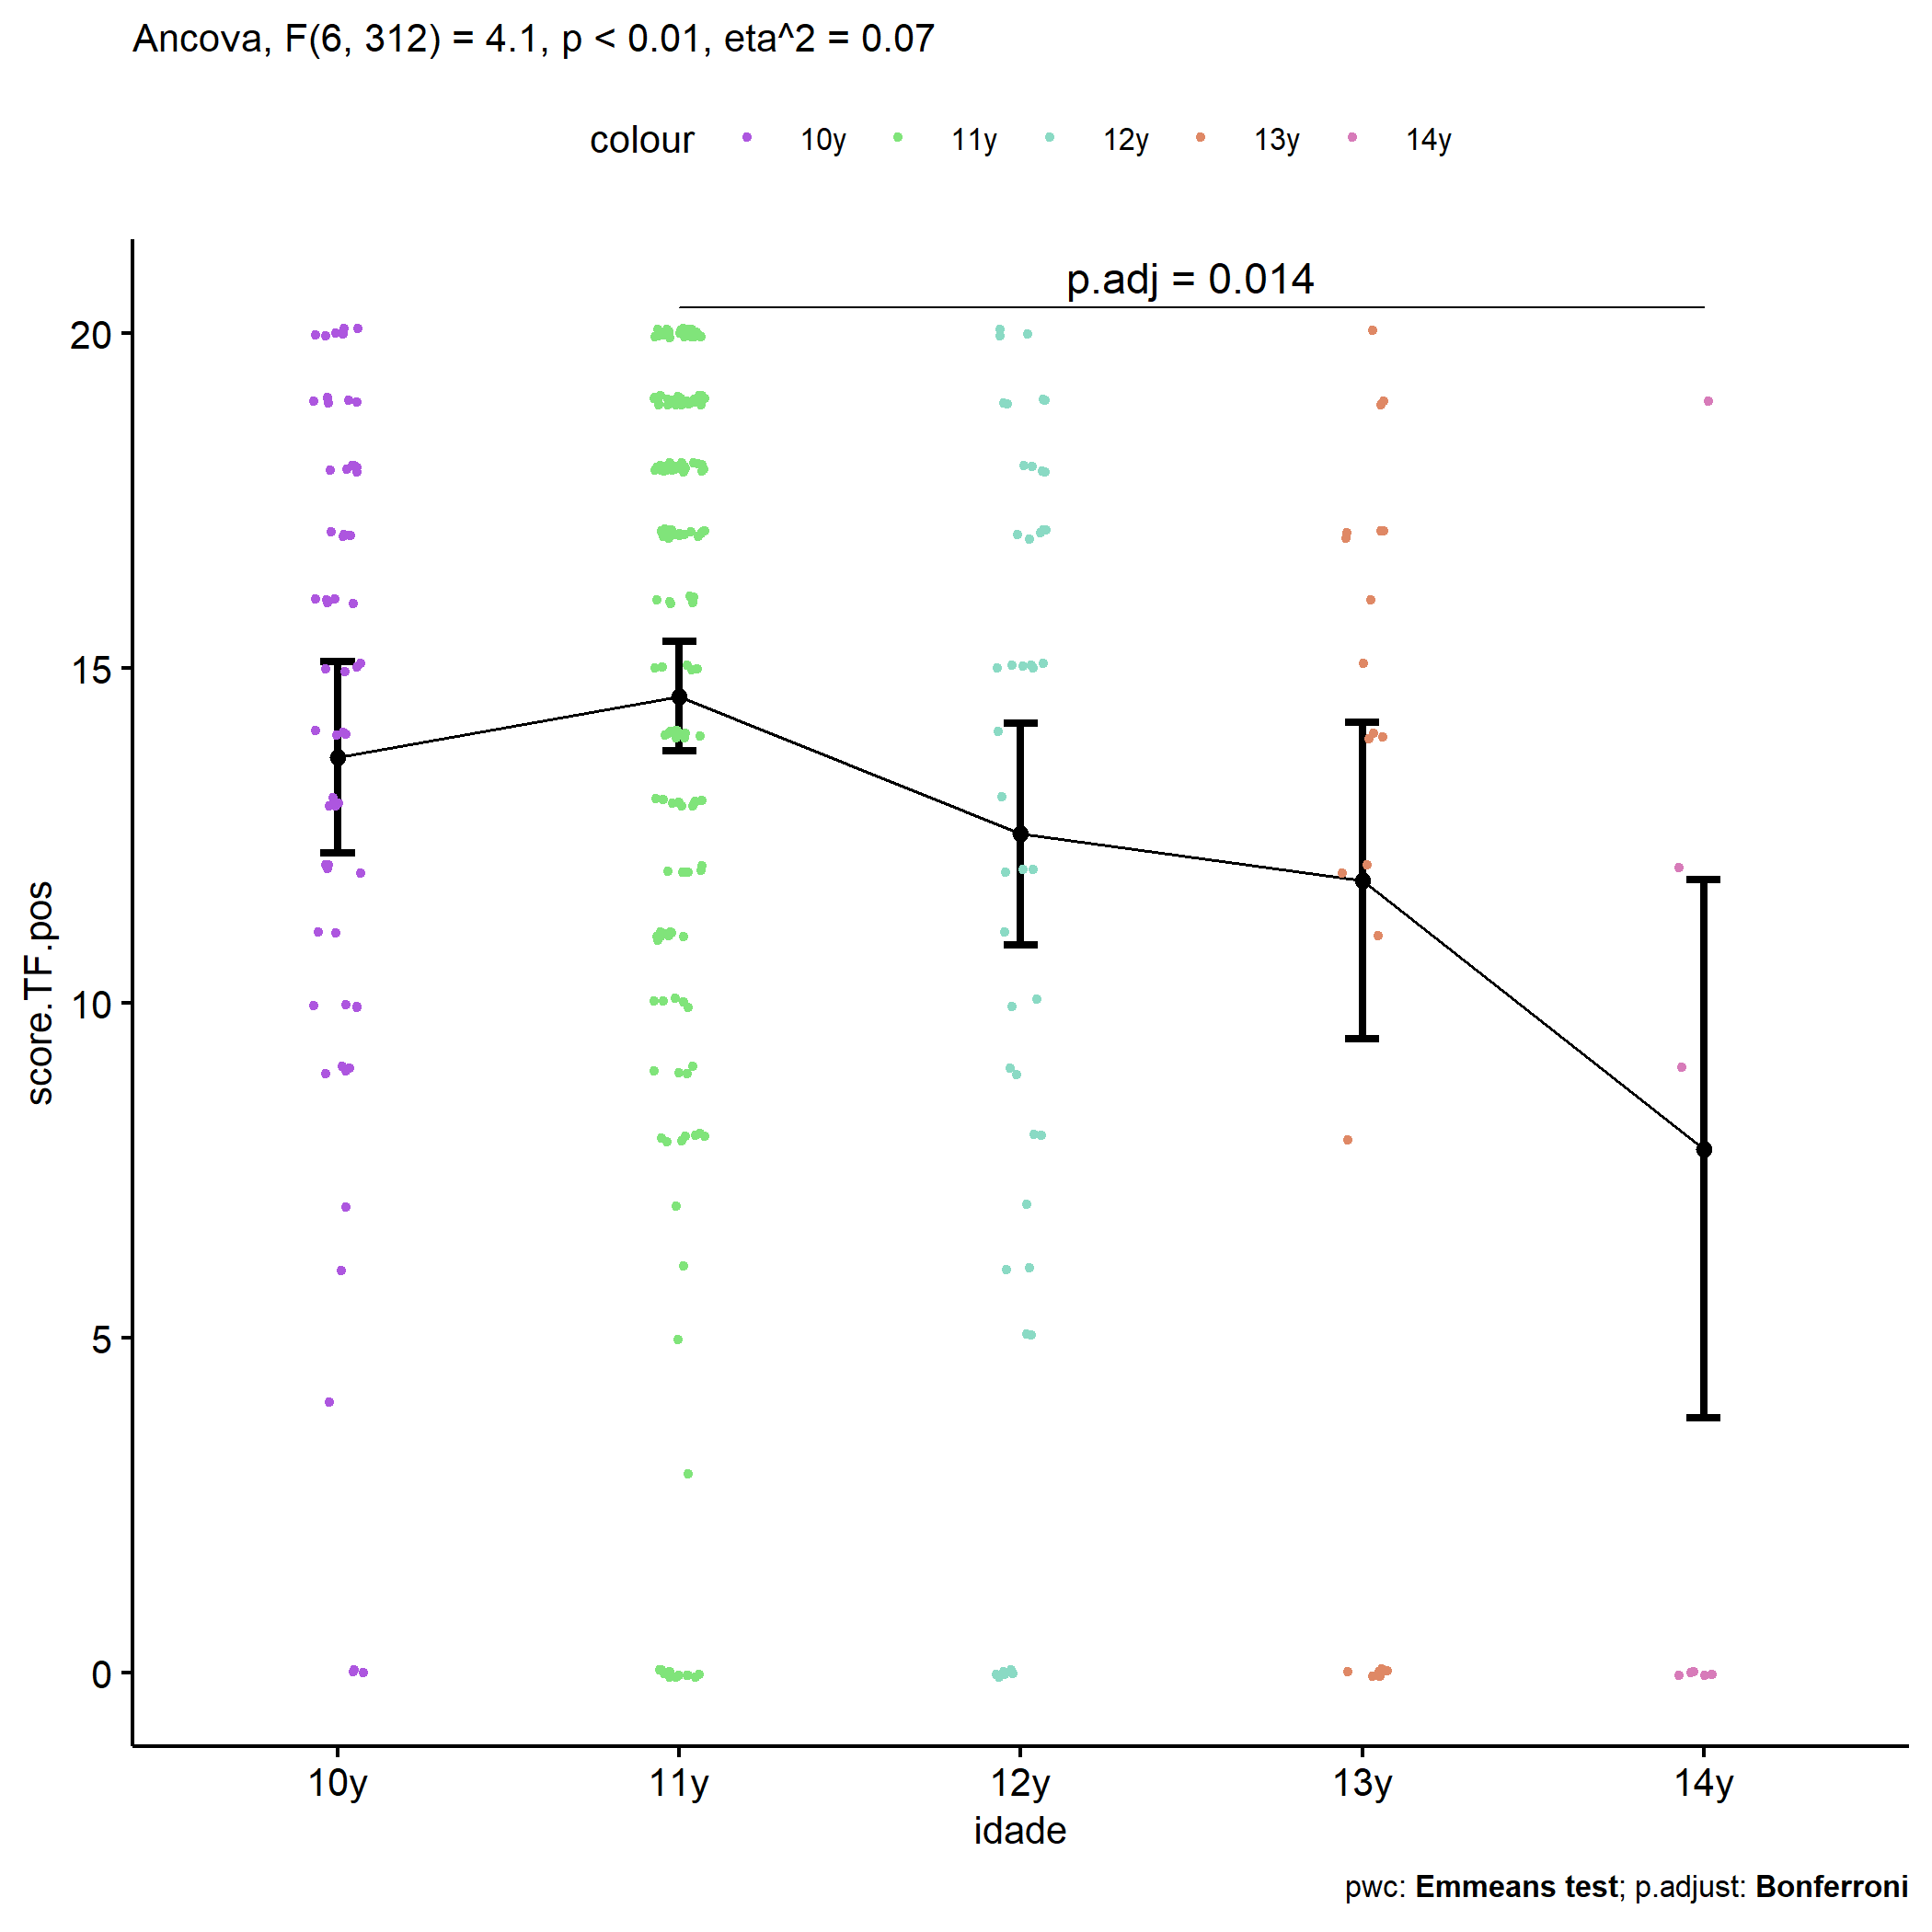 Ancova, F(6, 312) = 4.1, p < 0.01, eta^2 = 0.07
colour 10y 11y 12y 13y 14y
p.adj = 0.014
20
15
10
5
0
score.TF.pos
10y 11y 12y 13y 14y
idade
pwc: Emmeans test; p.adjust: Bonferroni